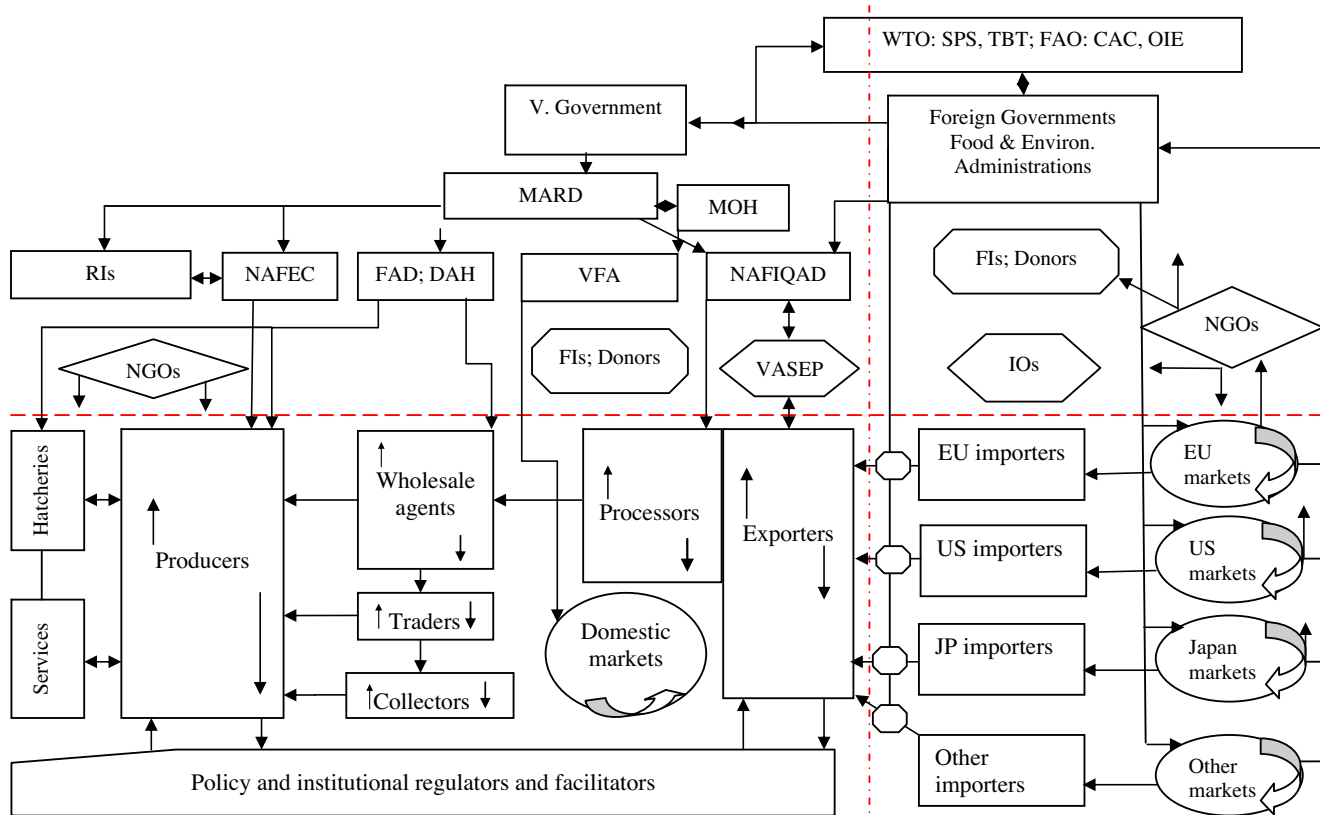 WTO: SPS, TBT; FAO: CAC, OIE
V. Government
Foreign Governments
Food & Environ.
Administrations
MARD
MOH
RIs
NAFEC
FAD; DAH
VFA
NAFIQAD
FIs; Donors
NGOs
NGOs
FIs; Donors
VASEP
IOs
Hatcheries
Producers
Wholesale
agents
Processors
Exporters
EU importers
EU
markets
US importers
US
markets
Services
Traders
Domestic
markets
JP importers
Japan
markets
Collectors
Other
importers
Other
markets
Policy and institutional regulators and facilitators